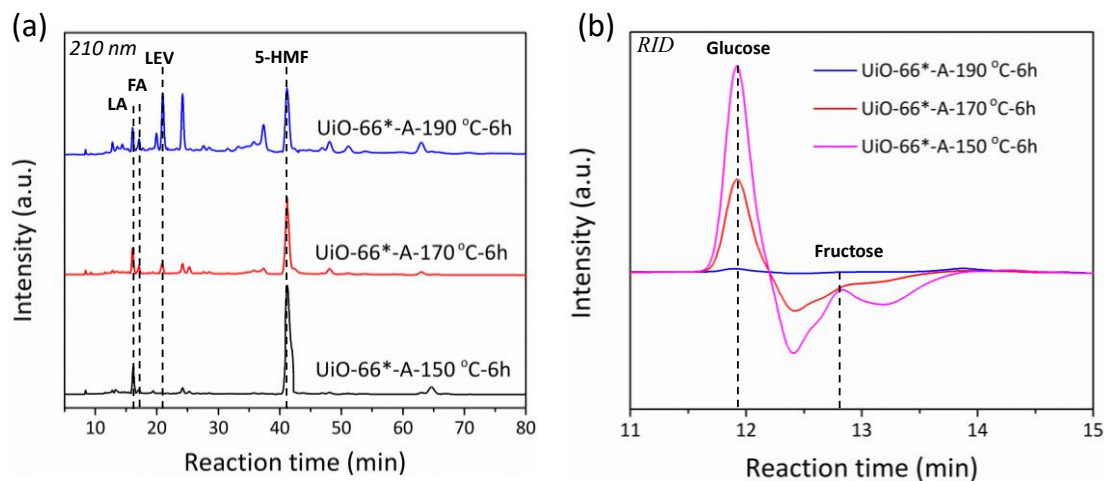 (a)
210 nm
LA
FA
LEV
5-HMF
UiO-66*-A-190 °C-6h
UiO-66*-A-170 °C-6h
UiO-66*-A-150 °C-6h
Intensity (a.u.)
10 20 30 40 50 60 70 80
Reaction time (min)
(b)
RID
Glucose
UiO-66*-A-190 °C-6h
UiO-66*-A-170 °C-6h
UiO-66*-A-150 °C-6h
Fructose
Intensity (a.u.)
11 12 13 14 15
Reaction time (min)